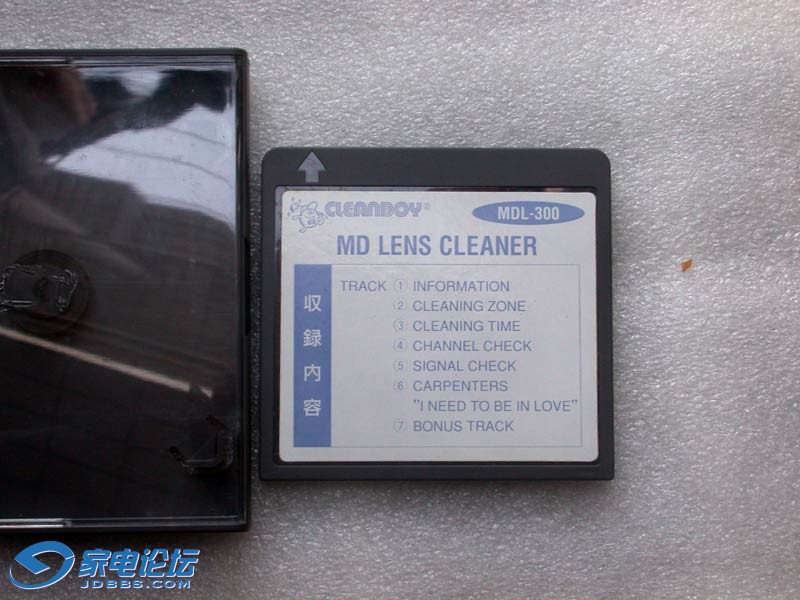 CLEANBOY®
MDL-300
MD LENS CLEANER
収録内容
TRACK ① INFORMATION
② CLEANING ZONE
③ CLEANING TIME
④ CHANNEL CHECK
⑤ SIGNAL CHECK
⑥ CARPENTERS
"I NEED TO BE IN LOVE"
⑦ BONUS TRACK
家电论坛
JDBBS.COM